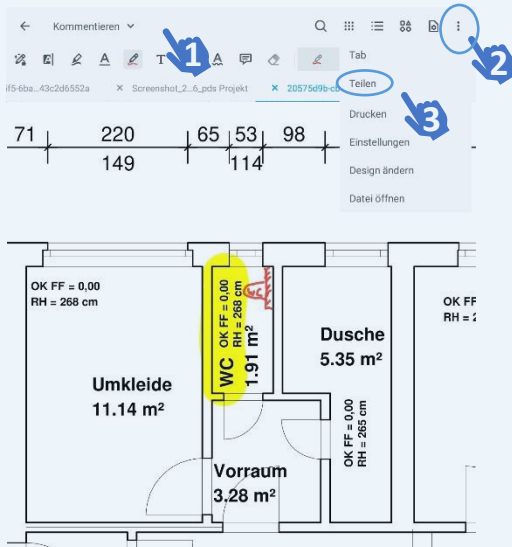 Kommentieren
1
2
T
A
A
Tab
Teilen
3
Drucken
Einstellungen
Design ändern
Datei öffnen
× Screenshot_2...6_pds Projekt
×
71 220 65 53 98
149 114
OK FF = 0,00
RH = 268 cm
WC OK FF = 0,00
RH = 268 cm
1.91 m²
WC
Umkleide
11.14 m²
Dusche
5.35 m²
OK FF = 0,00
RH = 265 cm
OK FF
RH = 2
Vorraum
3.28 m²